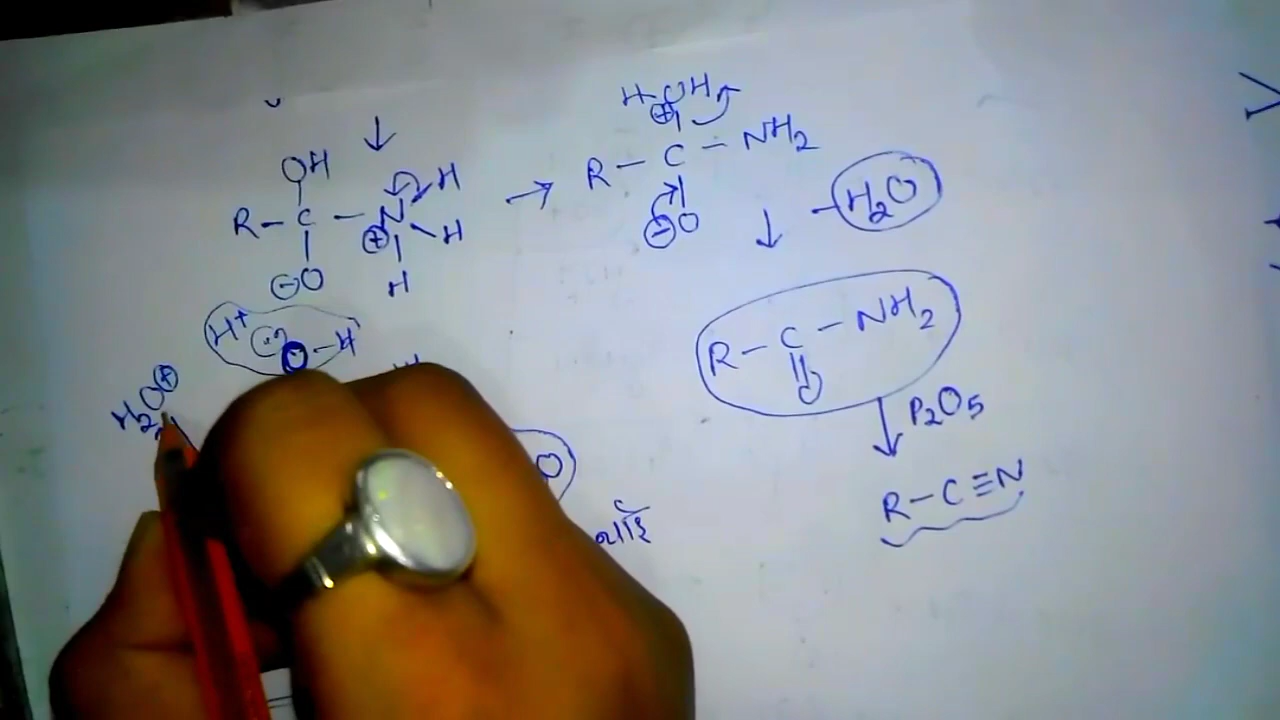 OH
R-C-N-H
⊕
H
H
⊖O
→
H-OH
⊕
R-C-NH2
⊖O
-H2O
R-C-NH2
O
P2O5
R-C≡N
H+
O-H
H2O⊕
O